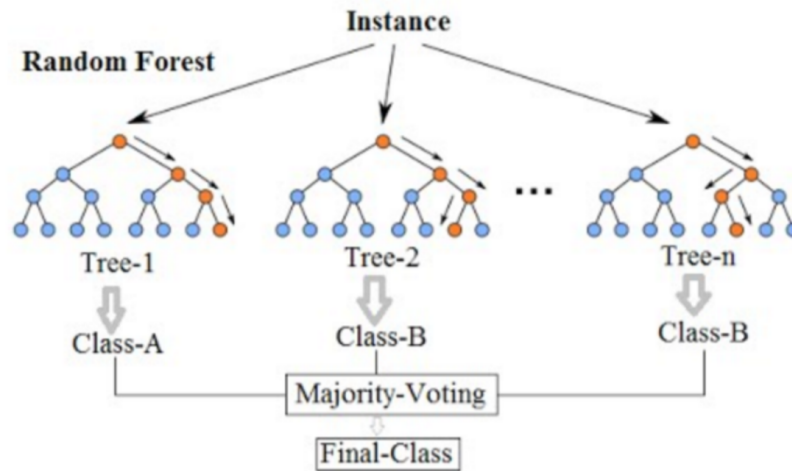 Instance
Random Forest
...
Tree-1
Tree-2
Tree-n
Class-A
Class-B
Class-B
Majority-Voting
Final-Class